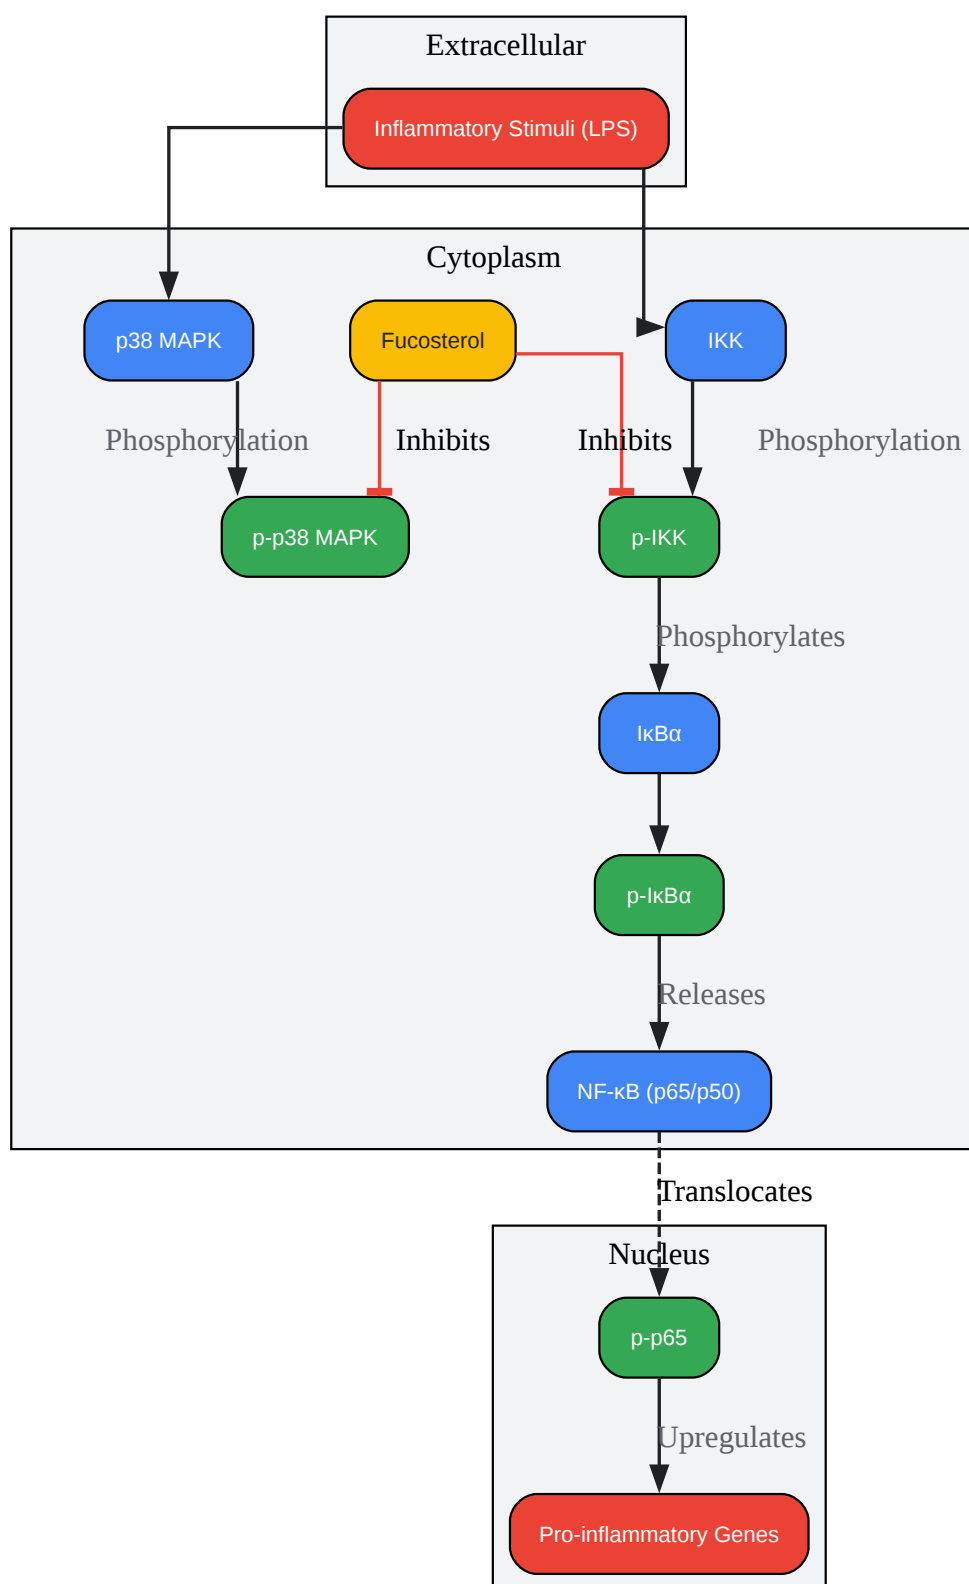 Extracellular
Inflammatory Stimuli (LPS)
Cytoplasm
p38 MAPK
Fucosterol
IKK
Phosphorylation
Inhibits
Inhibits
Phosphorylation
p-p38 MAPK
p-IKK
Phosphorylates
IκBα
p-IκBα
Releases
NF-κB (p65/p50)
Translocates
Nucleus
p-p65
Upregulates
Pro-inflammatory Genes